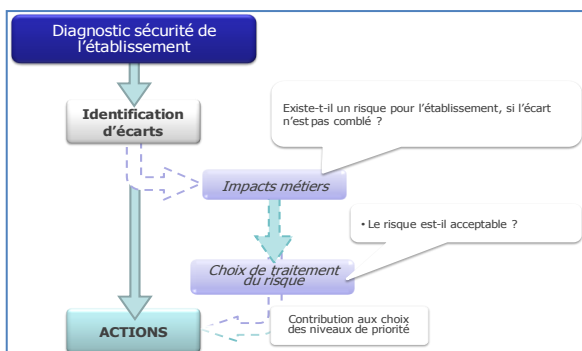 Diagnostic sécurité de
l'établissement
Identification
d'écarts
Existe-t-il un risque pour l'établissement, si l'écart
n'est pas comblé ?
Impacts métiers
• Le risque est-il acceptable ?
Choix de traitement
du risque
ACTIONS
Contribution aux choix
des niveaux de priorité